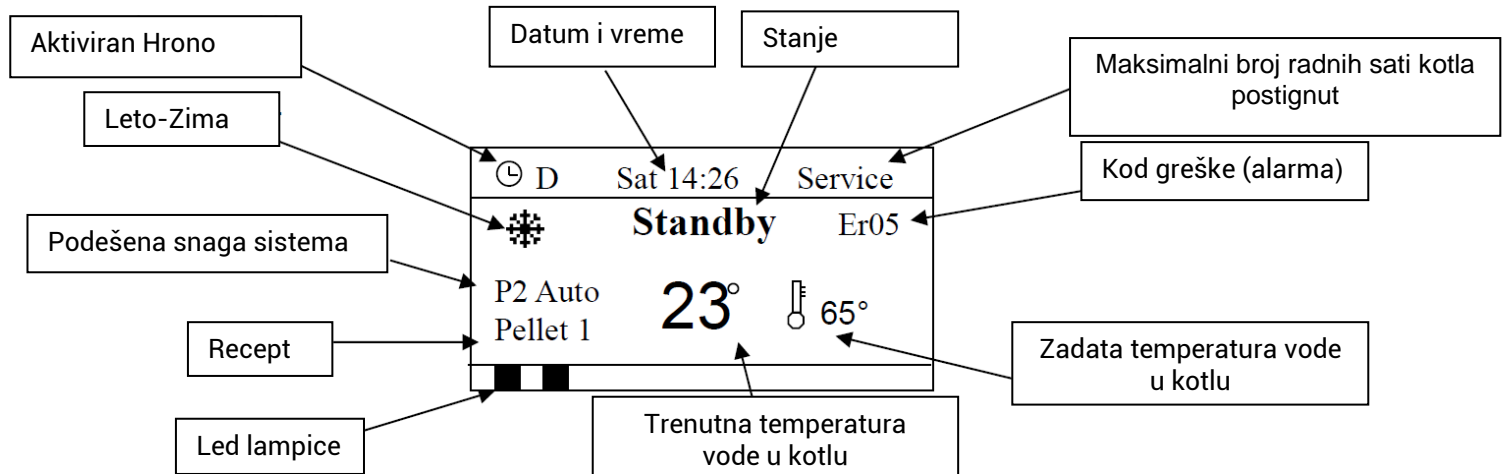 Aktiviran Hrono
Datum i vreme
Stanje
Maksimalni broj radnih sati kotla
postignut
Leto-Zima
Kod greške (alarma)
D Sat 14:26 Service
Standby Er05
Podešena snaga sistema
P2 Auto
23° 65°
Pellet 1
Recept
Zadata temperatura vode
u kotlu
Led lampice
Trenutna temperatura
vode u kotlu